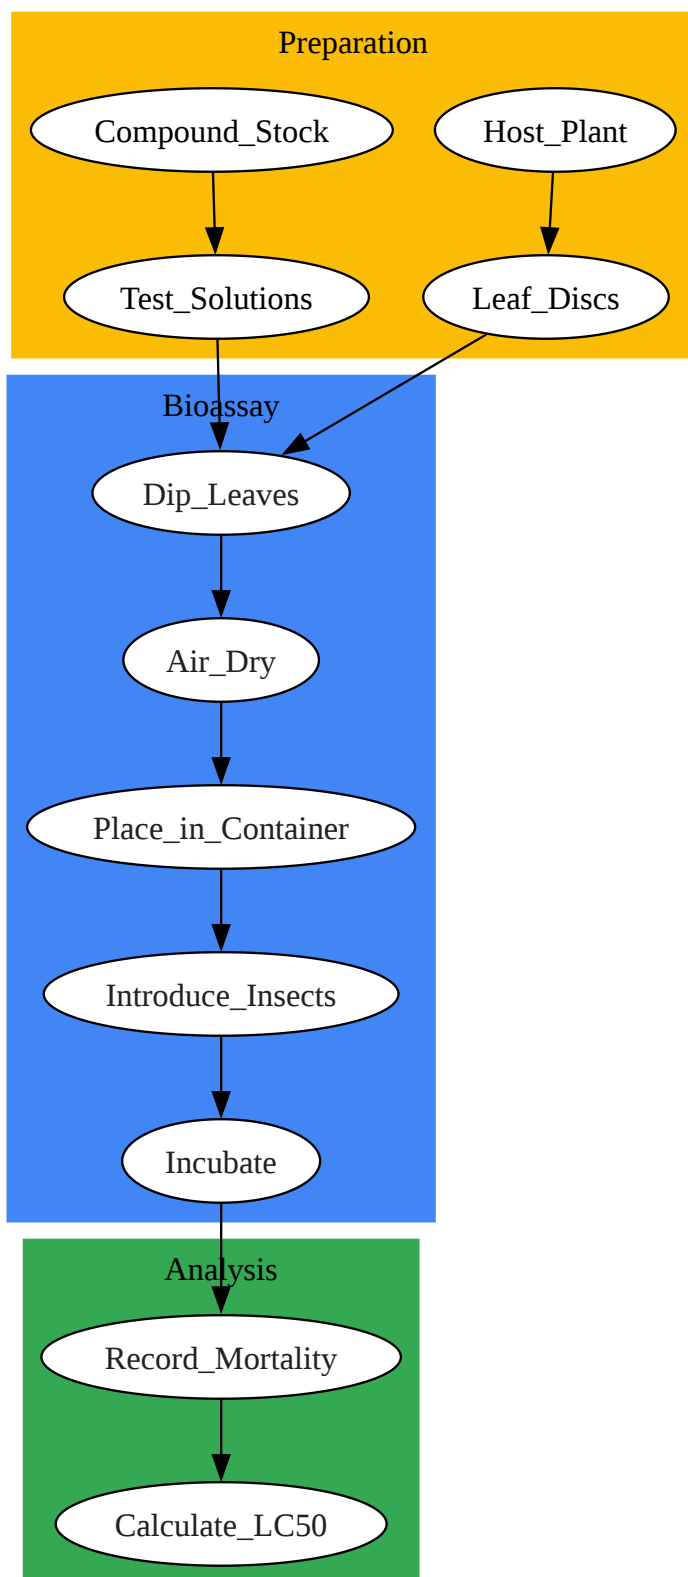 Preparation
Compound_Stock
Host_Plant
Test_Solutions
Leaf_Discs
Bioassay
Dip_Leaves
Air_Dry
Place_in_Container
Introduce_Insects
Incubate
Analysis
Record_Mortality
Calculate_LC50